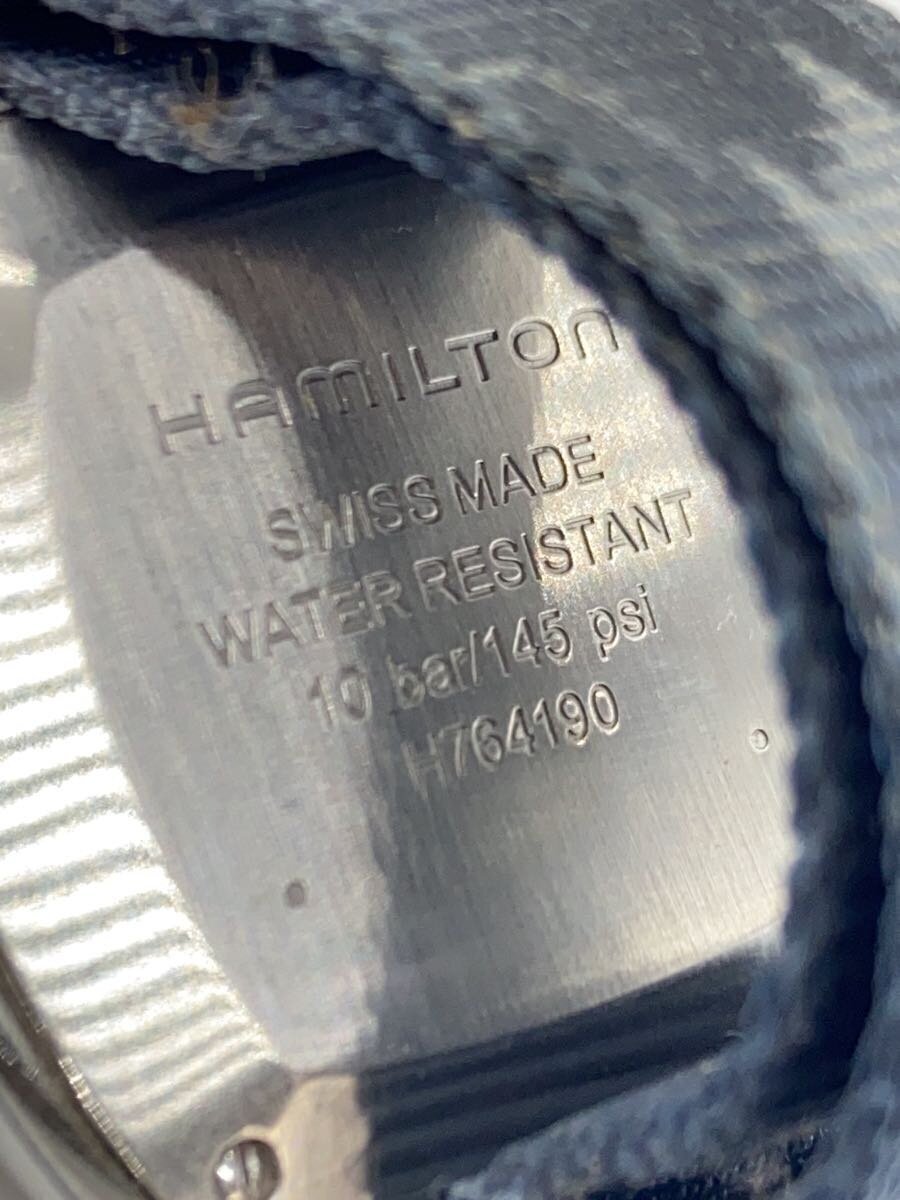 HAMILTON
SWISS MADE
WATER RESISTANT
10 bar/145 psi
H764190